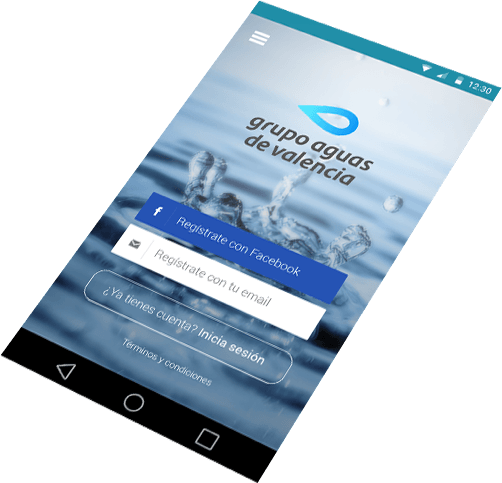 12:30
grupo aguas
de valencia
Regístrate con Facebook
Regístrate con tu email
¿Ya tienes cuenta? Inicia sesión
Términos y condiciones